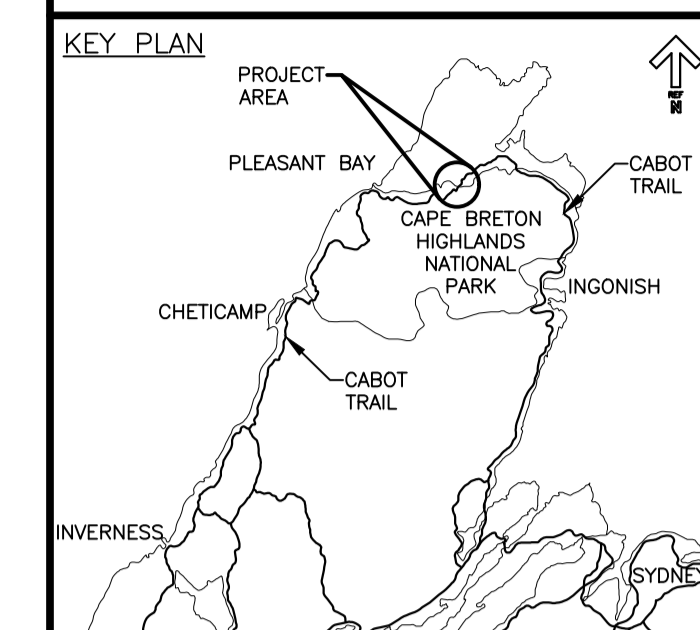 KEY PLAN
PROJECT
AREA
REF
N
PLEASANT BAY
CABOT
TRAIL
CAPE BRETON
HIGHLANDS
NATIONAL
PARK
INGONISH
CHETICAMP
CABOT
TRAIL
INVERNESS
SYDNEY